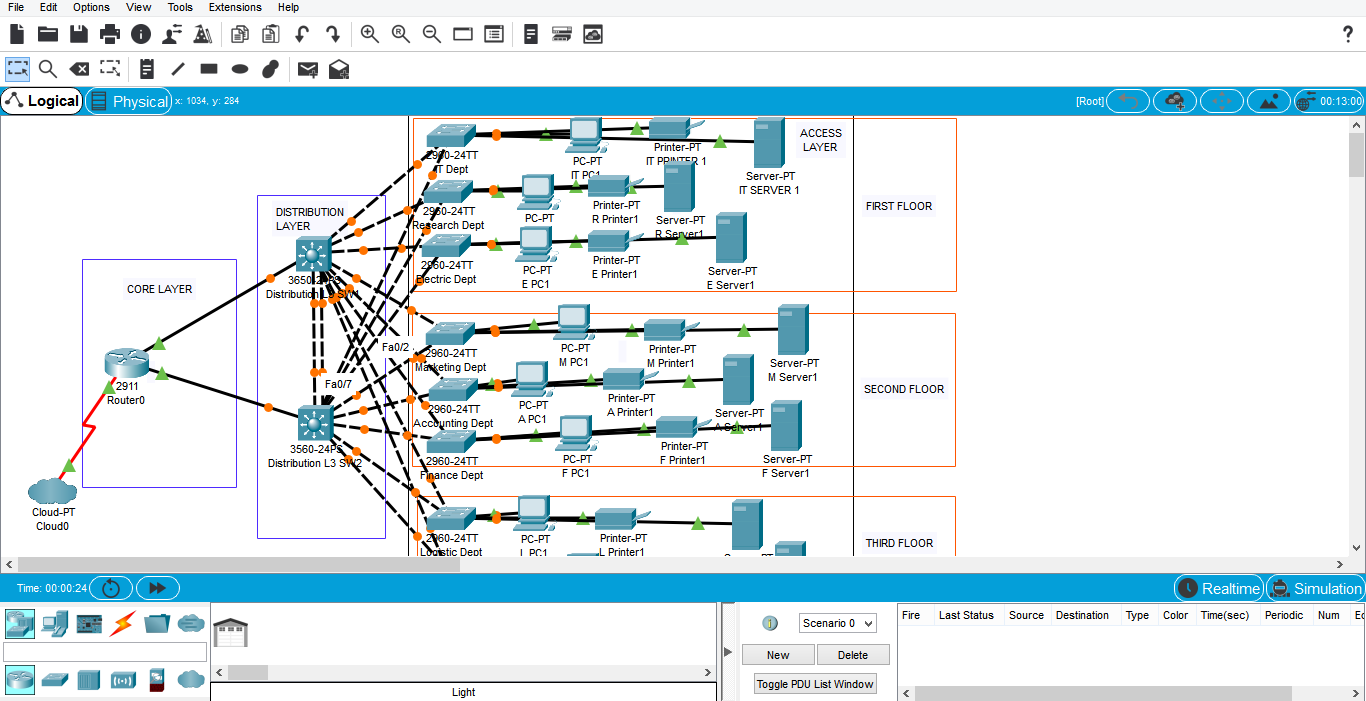 File Edit Options View Tools Extensions Help
?
Logical Physical x: 1034, y: 284 [Root] 00:13:00
ACCESS
LAYER
2960-24TT
IT Dept
PC-PT
IT PC1
Printer-PT
IT PRINTER 1
Server-PT
IT SERVER 1
FIRST FLOOR
2960-24TT
Research Dept
PC-PT
Printer-PT
R Printer1
Server-PT
R Server1
2960-24TT
Electric Dept
PC-PT
E PC1
Printer-PT
E Printer1
Server-PT
E Server1
DISTRIBUTION
LAYER
3650-24PS
Distribution L3 SW1
CORE LAYER
2911
Router0
Cloud-PT
Cloud0
Fa0/2
Fa0/7
3560-24PS
Distribution L3 SW2
2960-24TT
Marketing Dept
PC-PT
M PC1
Printer-PT
M Printer1
Server-PT
M Server1
SECOND FLOOR
2960-24TT
Accounting Dept
PC-PT
A PC1
Printer-PT
A Printer1
Server-PT
A Server1
2960-24TT
Finance Dept
PC-PT
F PC1
Printer-PT
F Printer1
Server-PT
F Server1
2960-24TT
Logistic Dept
PC-PT
L PC1
Printer-PT
L Printer1
THIRD FLOOR
Time: 00:00:24 Realtime Simulation
Scenario 0
New Delete
Toggle PDU List Window
Fire Last Status Source Destination Type Color Time(sec) Periodic Num
Light